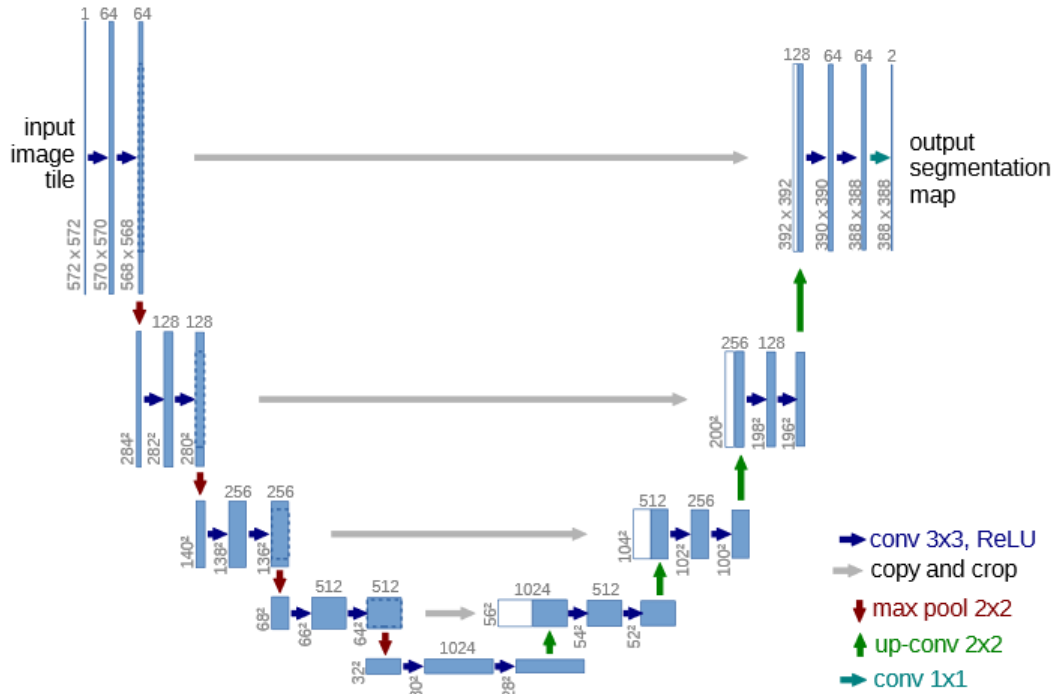 1 64 64
input
image
tile
572 x 572
570 x 570
568 x 568
128 64 64 2
output
segmentation
map
392 x 392
390 x 390
388 x 388
388 x 388
128 128
284²
282²
280²
256 128
200²
198²
196²
256 256
140²
138²
136²
512 256
104²
102²
100²
512 512
68²
66²
64²
1024 512
56²
54²
52²
1024
32²
30²
28²
conv 3x3, ReLU
copy and crop
max pool 2x2
up-conv 2x2
conv 1x1